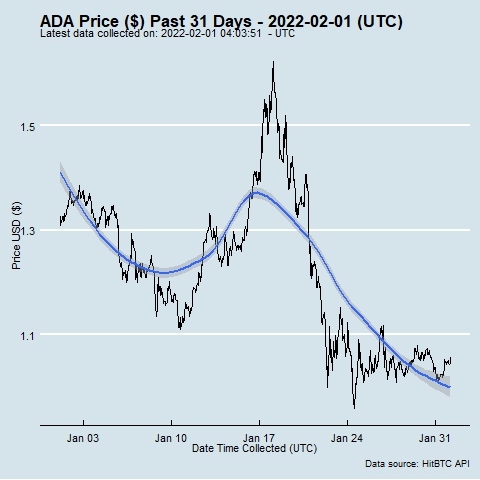 ADA Price ($) Past 31 Days - 2022-02-01 (UTC)
Latest data collected on: 2022-02-01 04:03:51 - UTC
Price USD ($)
1.5
1.3
1.1
Jan 03 Jan 10 Jan 17 Jan 24 Jan 31
Date Time Collected (UTC)
Data source: HitBTC API